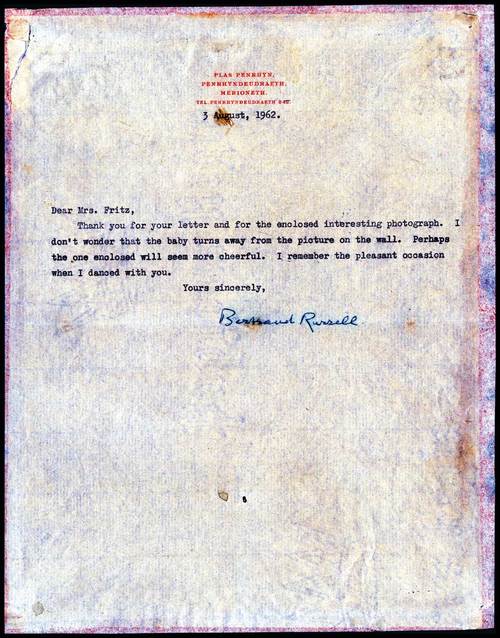 PLAS PENRHYN,
PENRHYNDEUDRAETH,
MERIONETH.
TEL. PENRHYNDEUDRAETH 242.
3 August, 1962.
Dear Mrs. Fritz,
Thank you for your letter and for the enclosed interesting photograph. I
don't wonder that the baby turns away from the picture on the wall. Perhaps
the one enclosed will seem more cheerful. I remember the pleasant occasion
when I danced with you.
Yours sincerely,
Bertrand Russell